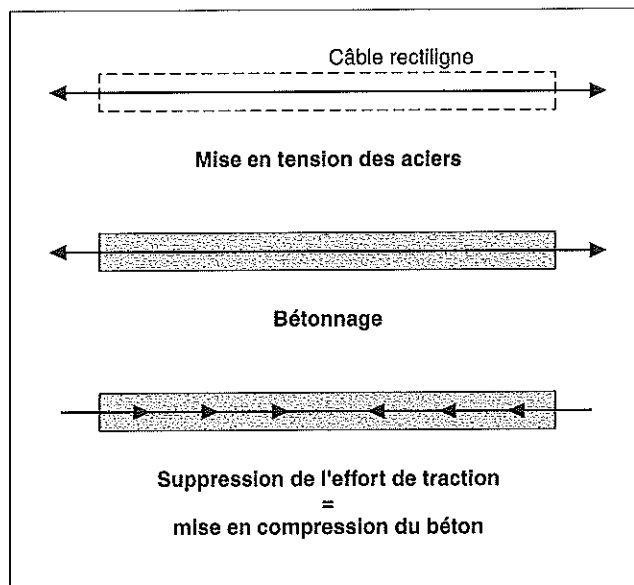 Câble rectiligne
Mise en tension des aciers
Bétonnage
Suppression de l'effort de traction
=
mise en compression du béton